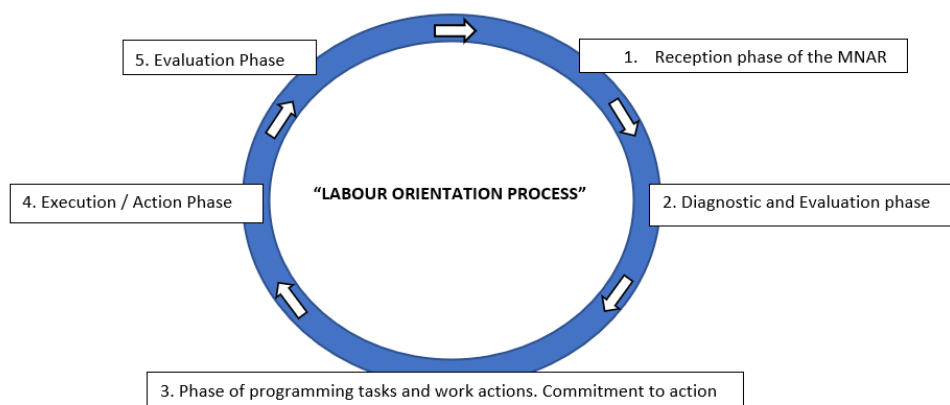 1. Reception phase of the MNAR
2. Diagnostic and Evaluation phase
3. Phase of programming tasks and work actions. Commitment to action
4. Execution / Action Phase
5. Evaluation Phase
“LABOUR ORIENTATION PROCESS”